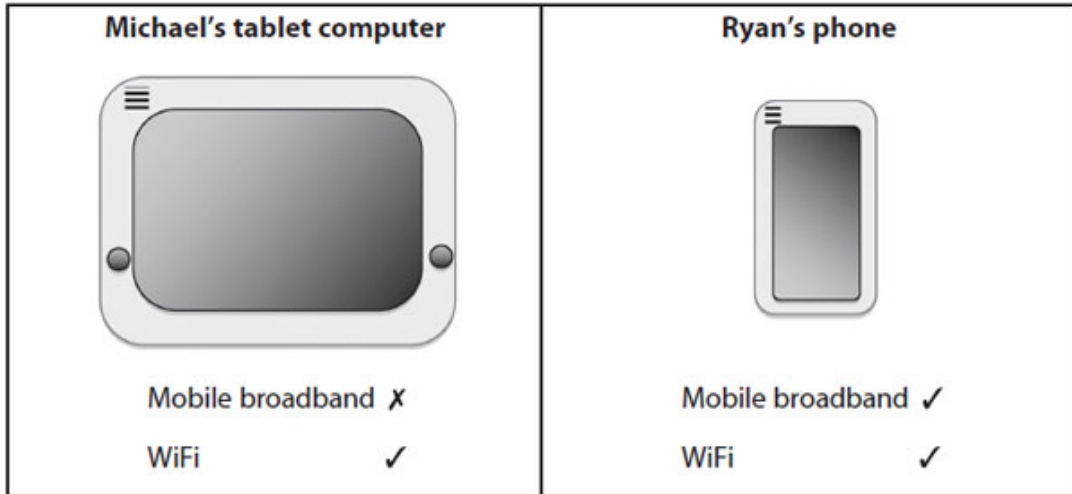 Michael’s tablet computer
Mobile broadband ✗
WiFi ✓
Ryan’s phone
Mobile broadband ✓
WiFi ✓